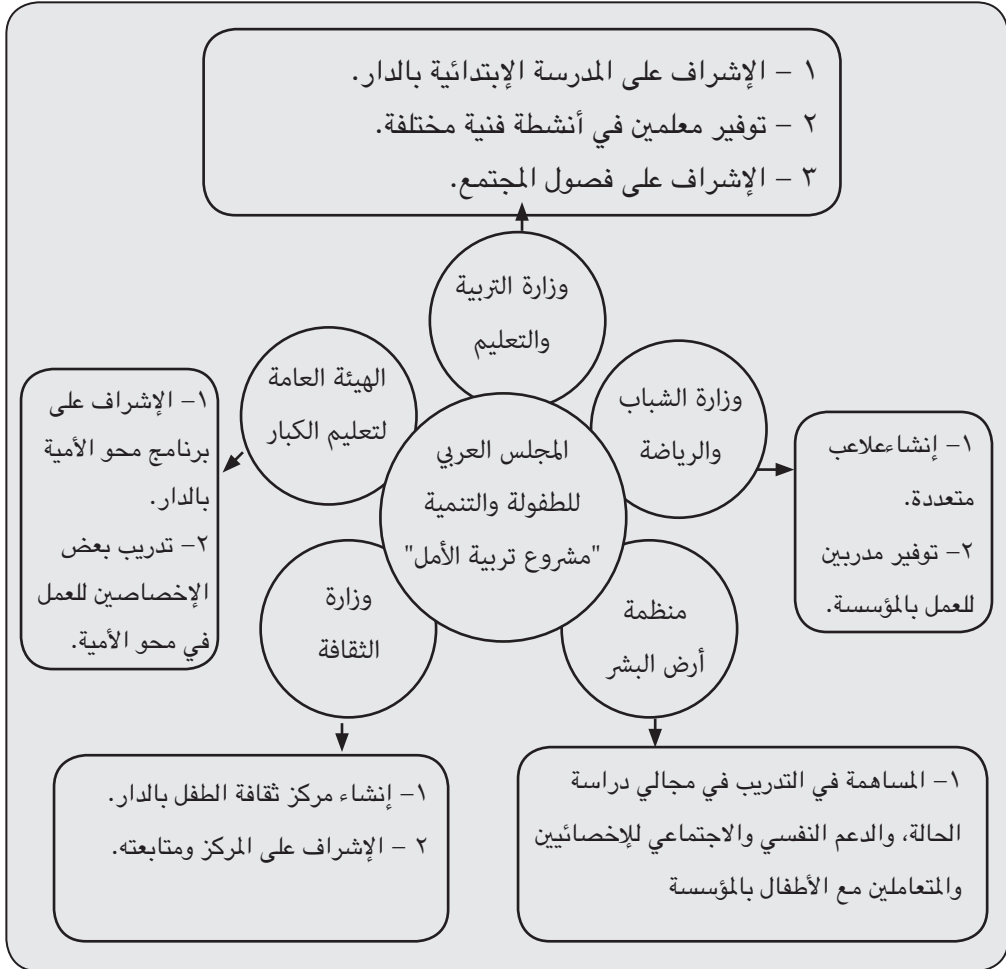 ١ – الإشراف على المدرسة الإبتدائية بالدار.
٢ – توفير معلمين في أنشطة فنية مختلفة.
٣ – الإشراف على فصول المجتمع.
وزارة التربية
والتعليم
وزارة الشباب
والرياضة
الهيئة العامة
لتعليم الكبار
المجلس العربي
للطفولة والتنمية
"مشروع تربية الأمل"
منظمة
أرض البشر
وزارة
الثقافة
١– إنشاءعلاعب
متعددة.
٢– توفير مدربين
للعمل بالمؤسسة.
١– الإشراف على
برنامج محو الأمية
بالدار.
٢– تدريب بعض
الإخصاصين للعمل
في محو الأمية.
١– المساهمة في التدريب في مجالي دراسة
الحالة، والدعم النفسي والاجتماعي للإخصائيين
والمتعاملين مع الأطفال بالمؤسسة
١– إنشاء مركز ثقافة الطفل بالدار.
٢ – الإشراف على المركز ومتابعته.